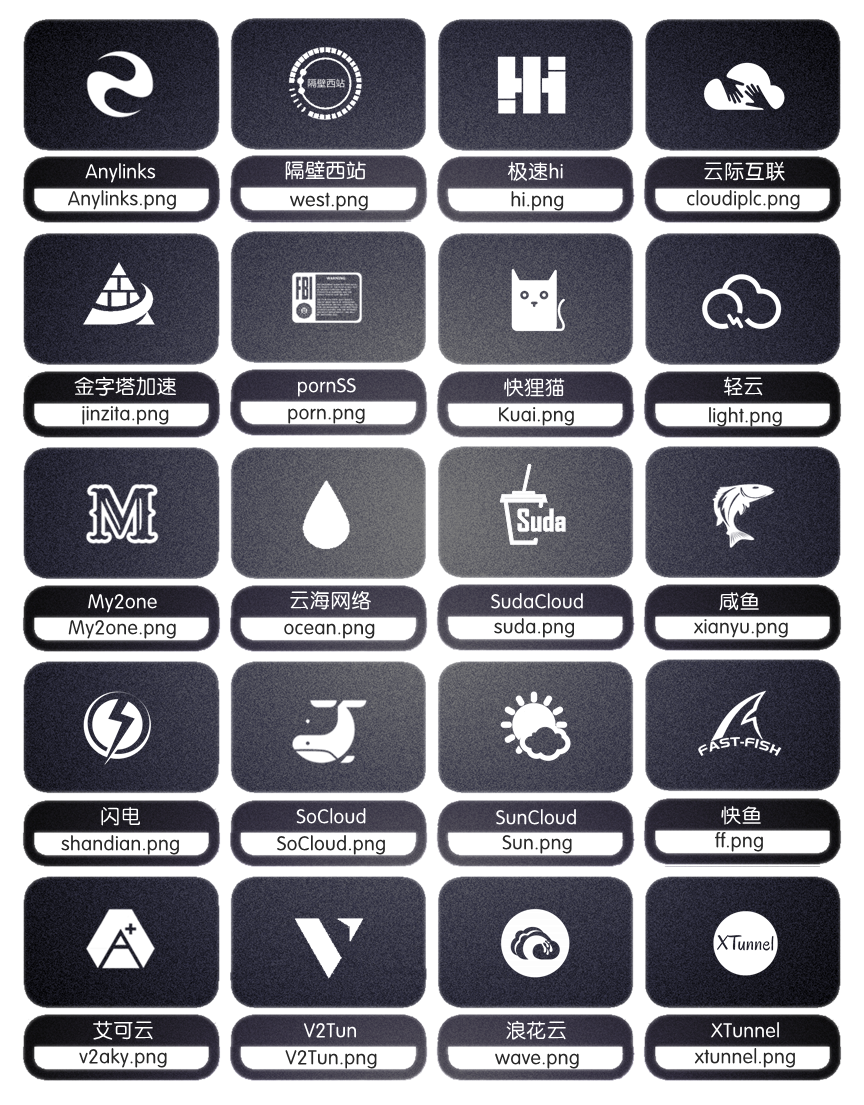 隔壁西站
Anylinks
隔壁西站
极速hi
云际互联
Anylinks.png
west.png
hi.png
cloudiplc.png
FBI
WARNING
金字塔加速
pornSS
快狸猫
轻云
jinzita.png
porn.png
Kuai.png
light.png
M
Suda
My2one
云海网络
SudaCloud
咸鱼
My2one.png
ocean.png
suda.png
xianyu.png
FAST-FISH
闪电
SoCloud
SunCloud
快鱼
shandian.png
SoCloud.png
Sun.png
ff.png
A+
XTunnel
艾可云
V2Tun
浪花云
XTunnel
v2aky.png
V2Tun.png
wave.png
xtunnel.png